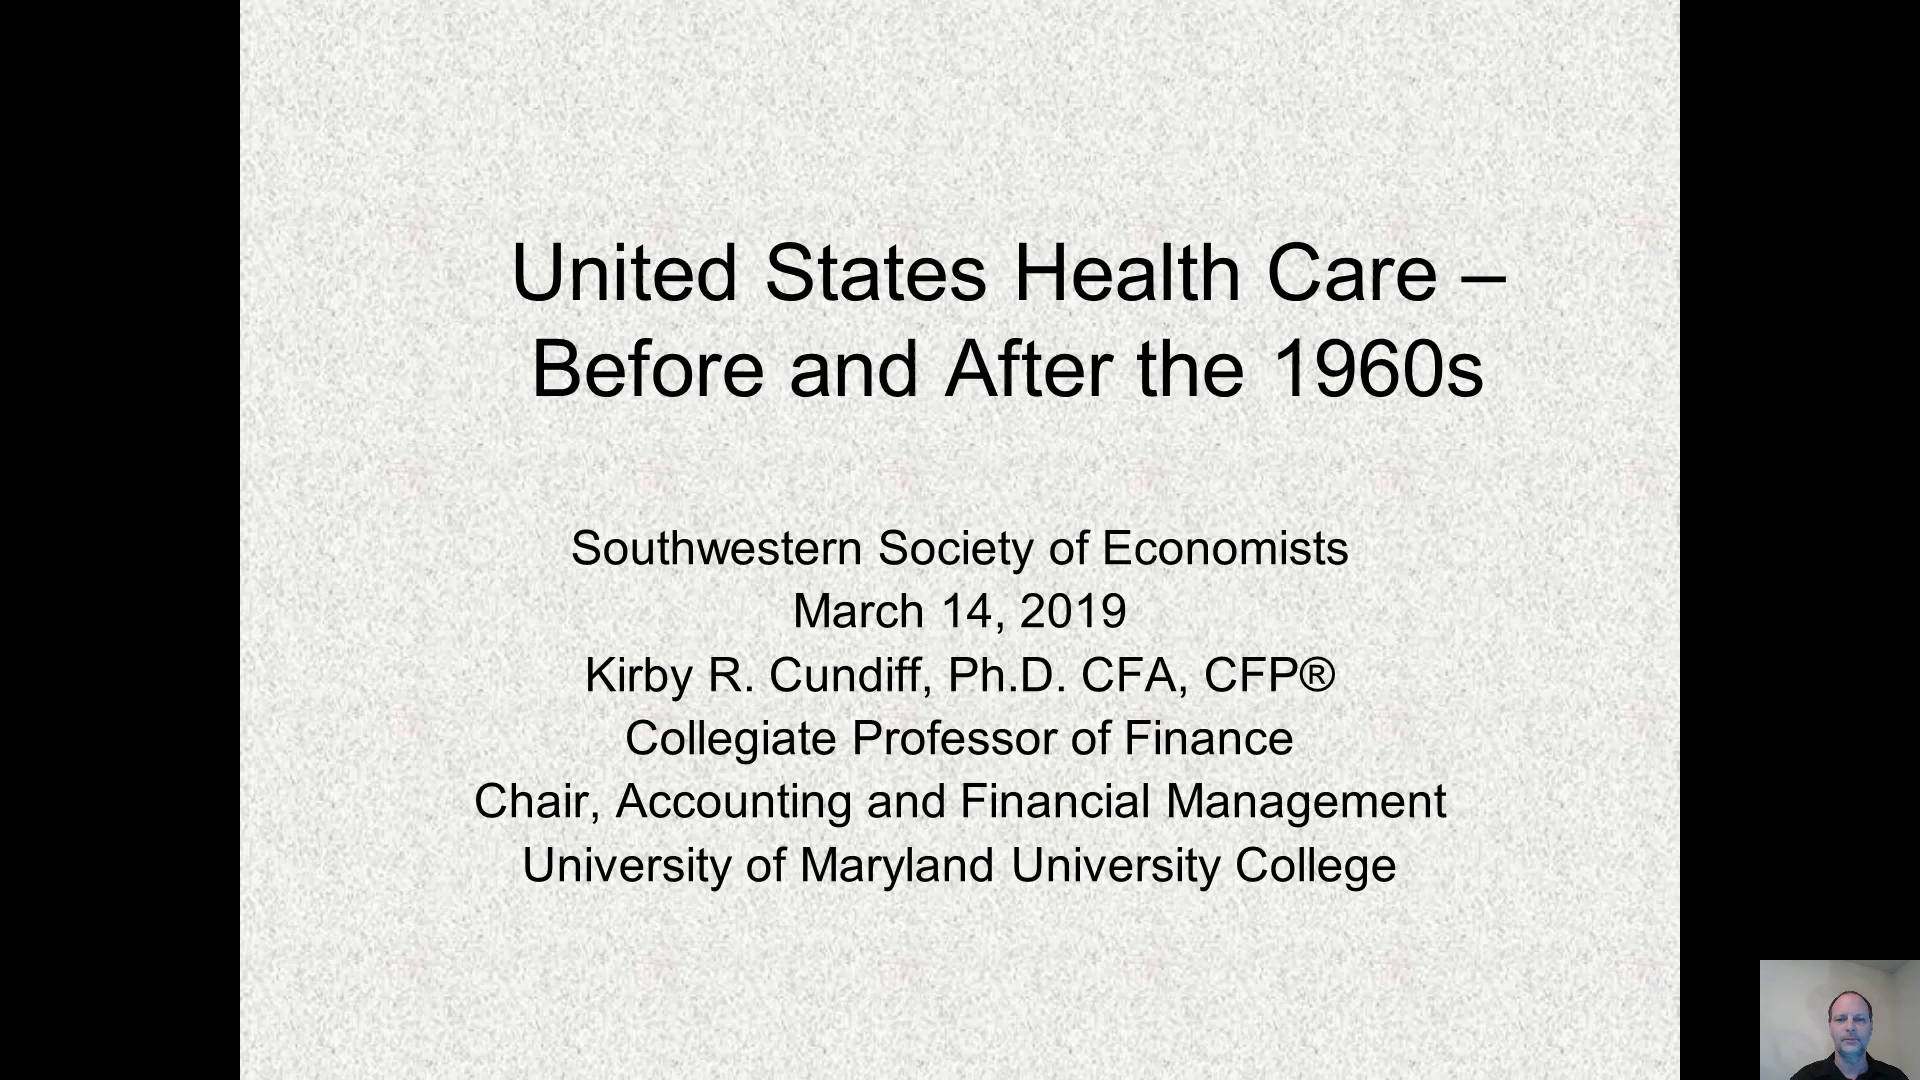 United States Health Care –
Before and After the 1960s
Southwestern Society of Economists
March 14, 2019
Kirby R. Cundiff, Ph.D. CFA, CFP®
Collegiate Professor of Finance
Chair, Accounting and Financial Management
University of Maryland University College